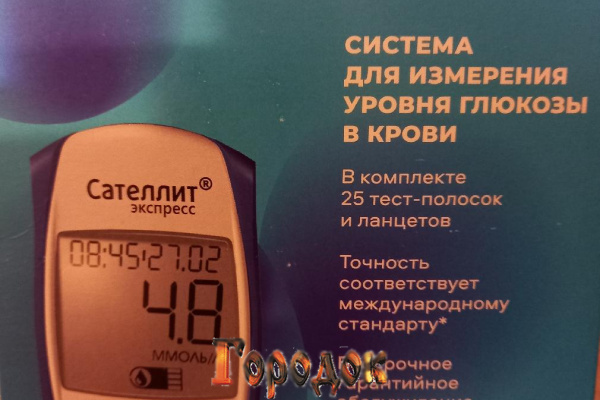 СИСТЕМА
ДЛЯ ИЗМЕРЕНИЯ
УРОВНЯ ГЛЮКОЗЫ
В КРОВИ
В комплекте
25 тест-полосок
и ланцетов
Точность
соответствует
международному
стандарту*
Сателлит®
экспресс
08:45 27.02
4.8
ммоль/
Городок